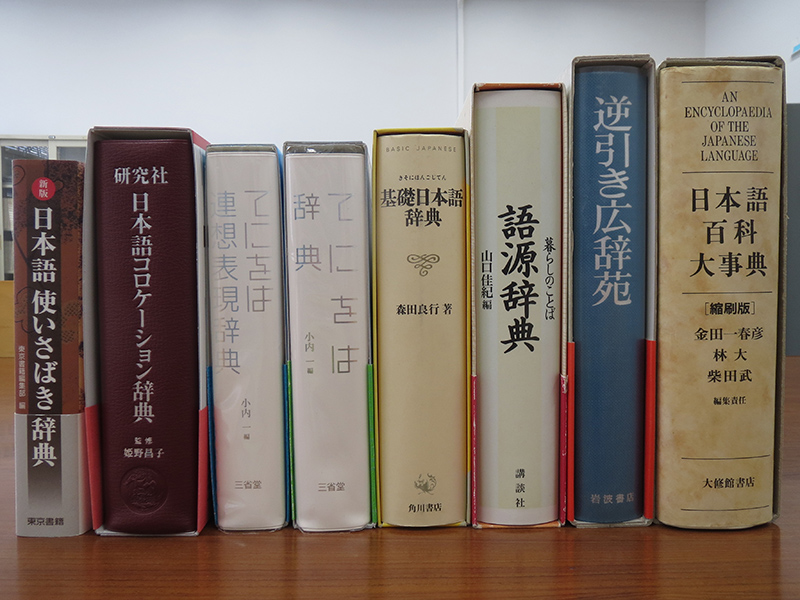 新版
日本語 使いさばき辞典
東京書籍編集部 編
東京書籍
研究社
日本語コロケーション辞典
監修
姫野昌子
てにをは
連想表現辞典
小内 一 編
三省堂
てにをは
辞典
小内 一 編
三省堂
BASIC JAPANESE
きそにほんごじてん
基礎日本語
辞典
森田良行 著
角川書店
暮らしのことば
語源辞典
山口佳紀 編
講談社
逆引き広辞苑
岩波書店
AN
ENCYCLOPAEDIA
OF THE
JAPANESE
LANGUAGE
日本語
百科
大事典
[縮刷版]
金田一春彦
林 大
柴田武
編集責任
大修館書店